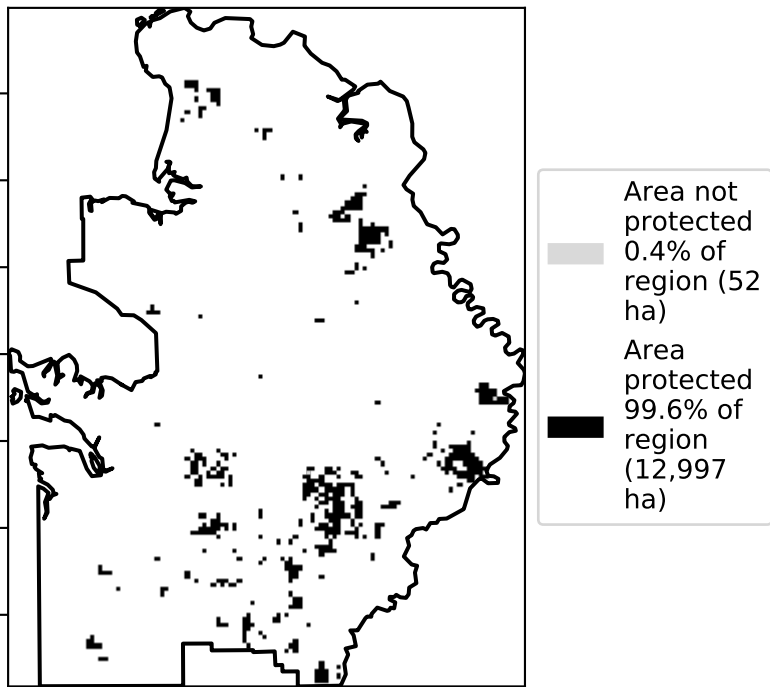 Area not
protected
0.4% of
region (52
ha)
Area
protected
99.6% of
region
(12,997
ha)